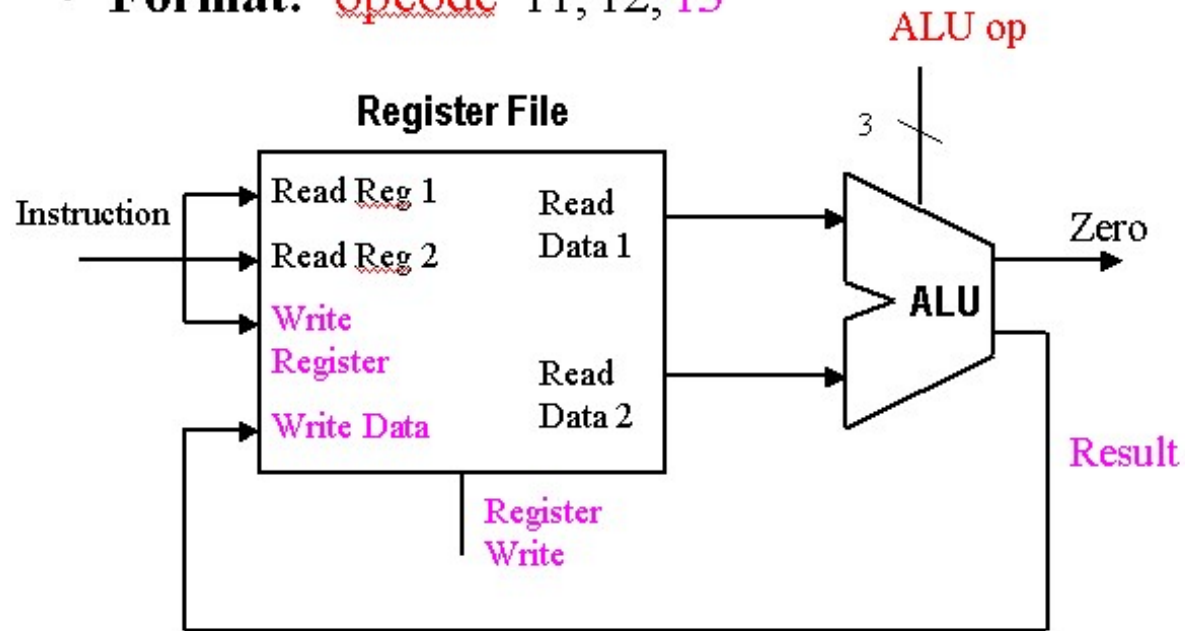 Format: opcode r1, r2, r3
ALU op
3
Register File
Instruction
Read Reg 1
Read Reg 2
Write
Register
Write Data
Read
Data 1
Read
Data 2
ALU
Zero
Result
Register
Write